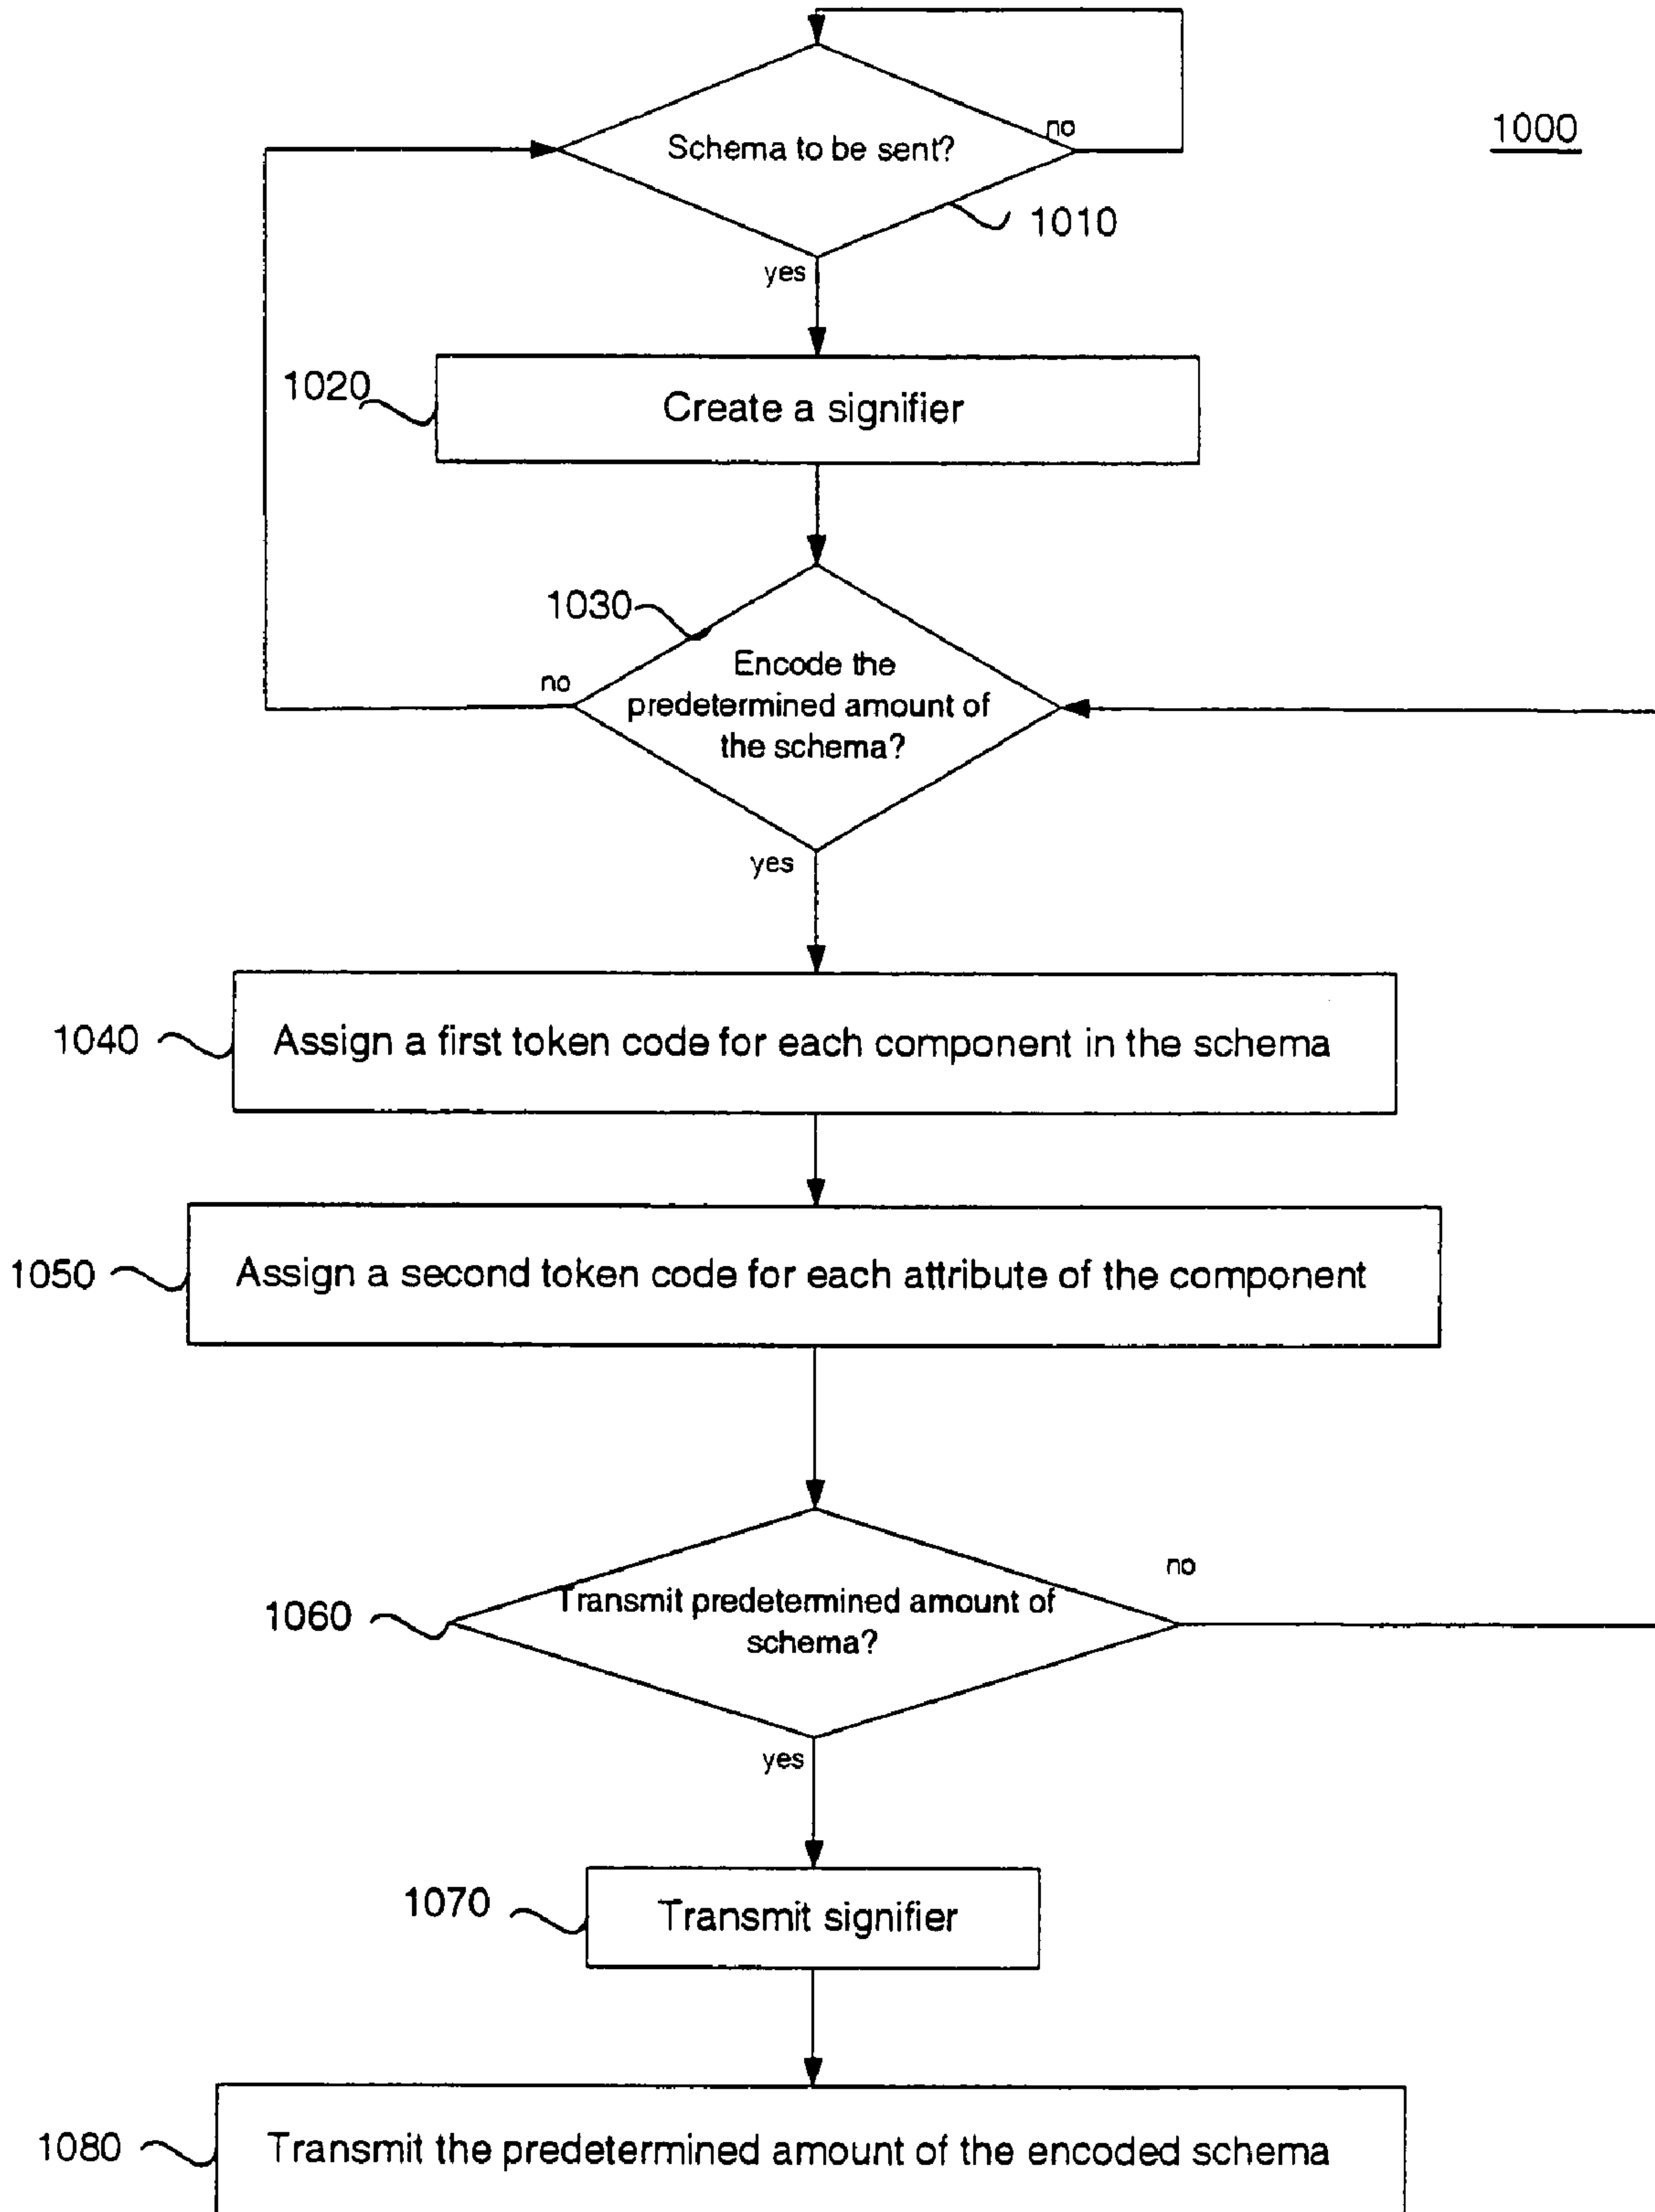 1000
Schema to be sent?
no
1010
yes
1020
Create a signifier
1030
Encode the
predetermined amount of
the schema?
no
yes
1040
Assign a first token code for each component in the schema
1050
Assign a second token code for each attribute of the component
no
1060
Transmit predetermined amount of
schema?
yes
1070
Transmit signifier
1080
Transmit the predetermined amount of the encoded schema